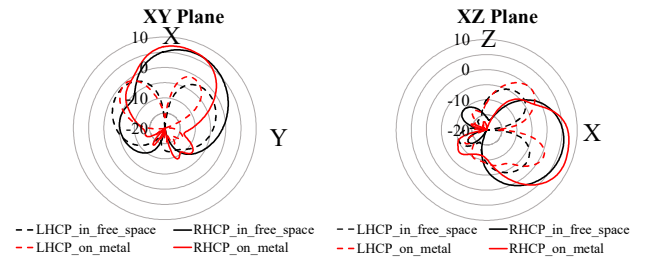 XY Plane
10
X
0
-10
-20
Y
LHCP_in_free_space
RHCP_in_free_space
LHCP_on_metal
RHCP_on_metal
XZ Plane
10
Z
0
-10
-20
X
LHCP_in_free_space
RHCP_in_free_space
LHCP_on_metal
RHCP_on_metal